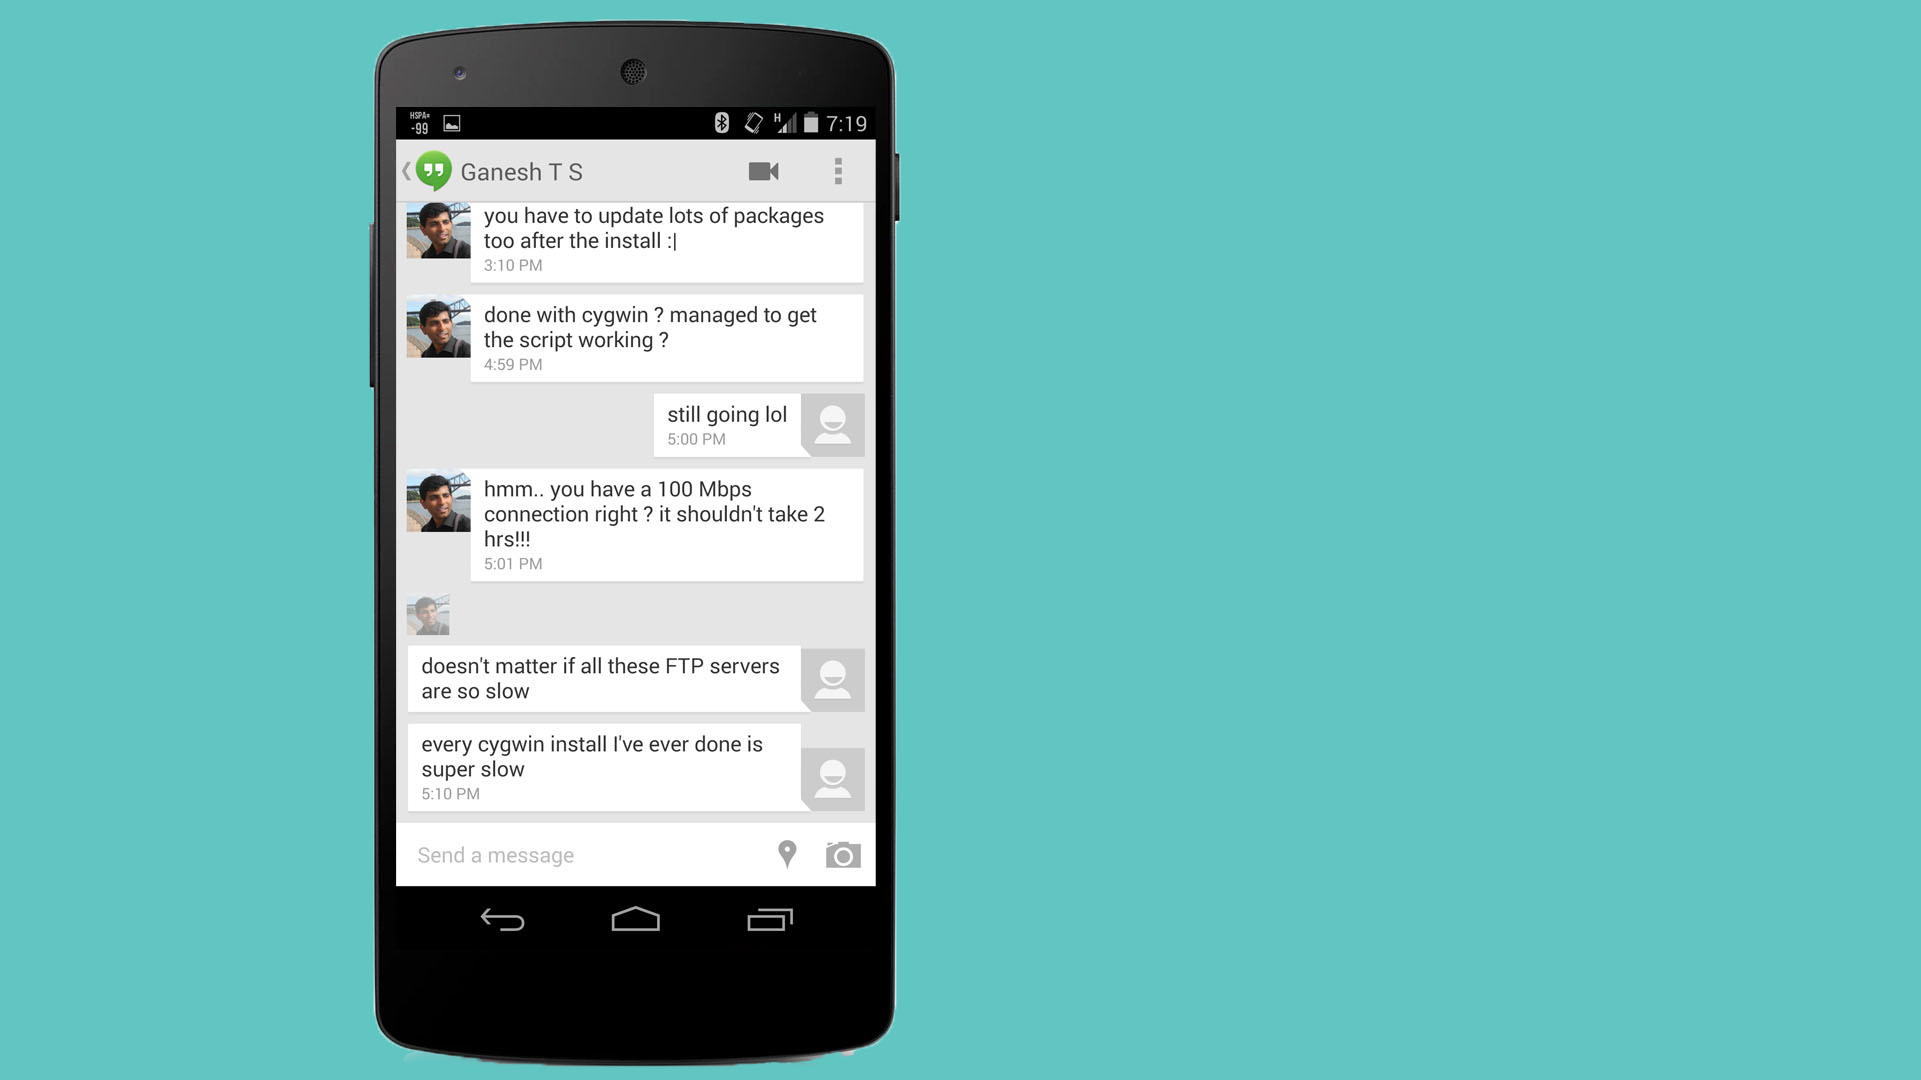 HSPA+
-99
H
7:19
Ganesh T S
you have to update lots of packages
too after the install :|
3:10 PM
done with cygwin ? managed to get
the script working ?
4:59 PM
still going lol
5:00 PM
hmm.. you have a 100 Mbps
connection right ? it shouldn't take 2
hrs!!!
5:01 PM
doesn't matter if all these FTP servers
are so slow
every cygwin install I've ever done is
super slow
5:10 PM
Send a message